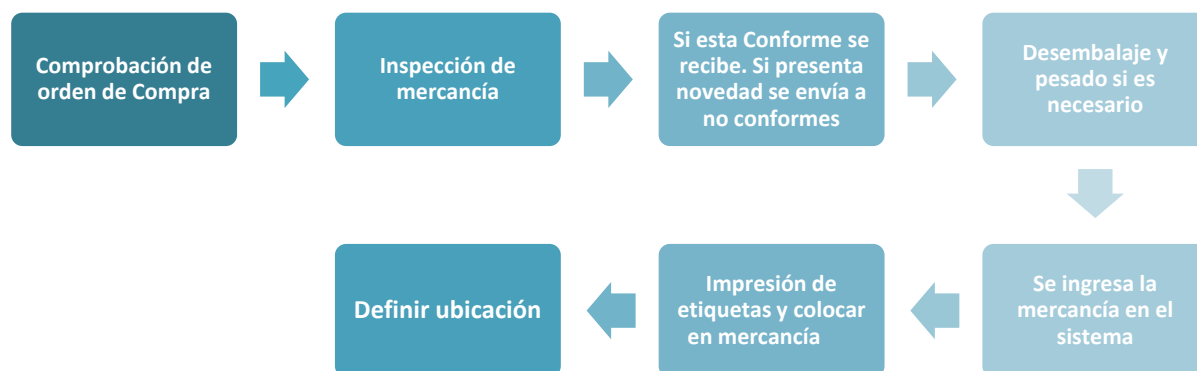 Comprobación de
orden de Compra
Inspección de
mercancía
Si esta Conforme se
recibe. Si presenta
novedad se envía a
no conformes
Desembalaje y
pesado si es
necesario
Se ingresa la
mercancía en el
sistema
Impresión de
etiquetas y colocar
en mercancía
Definir ubicación